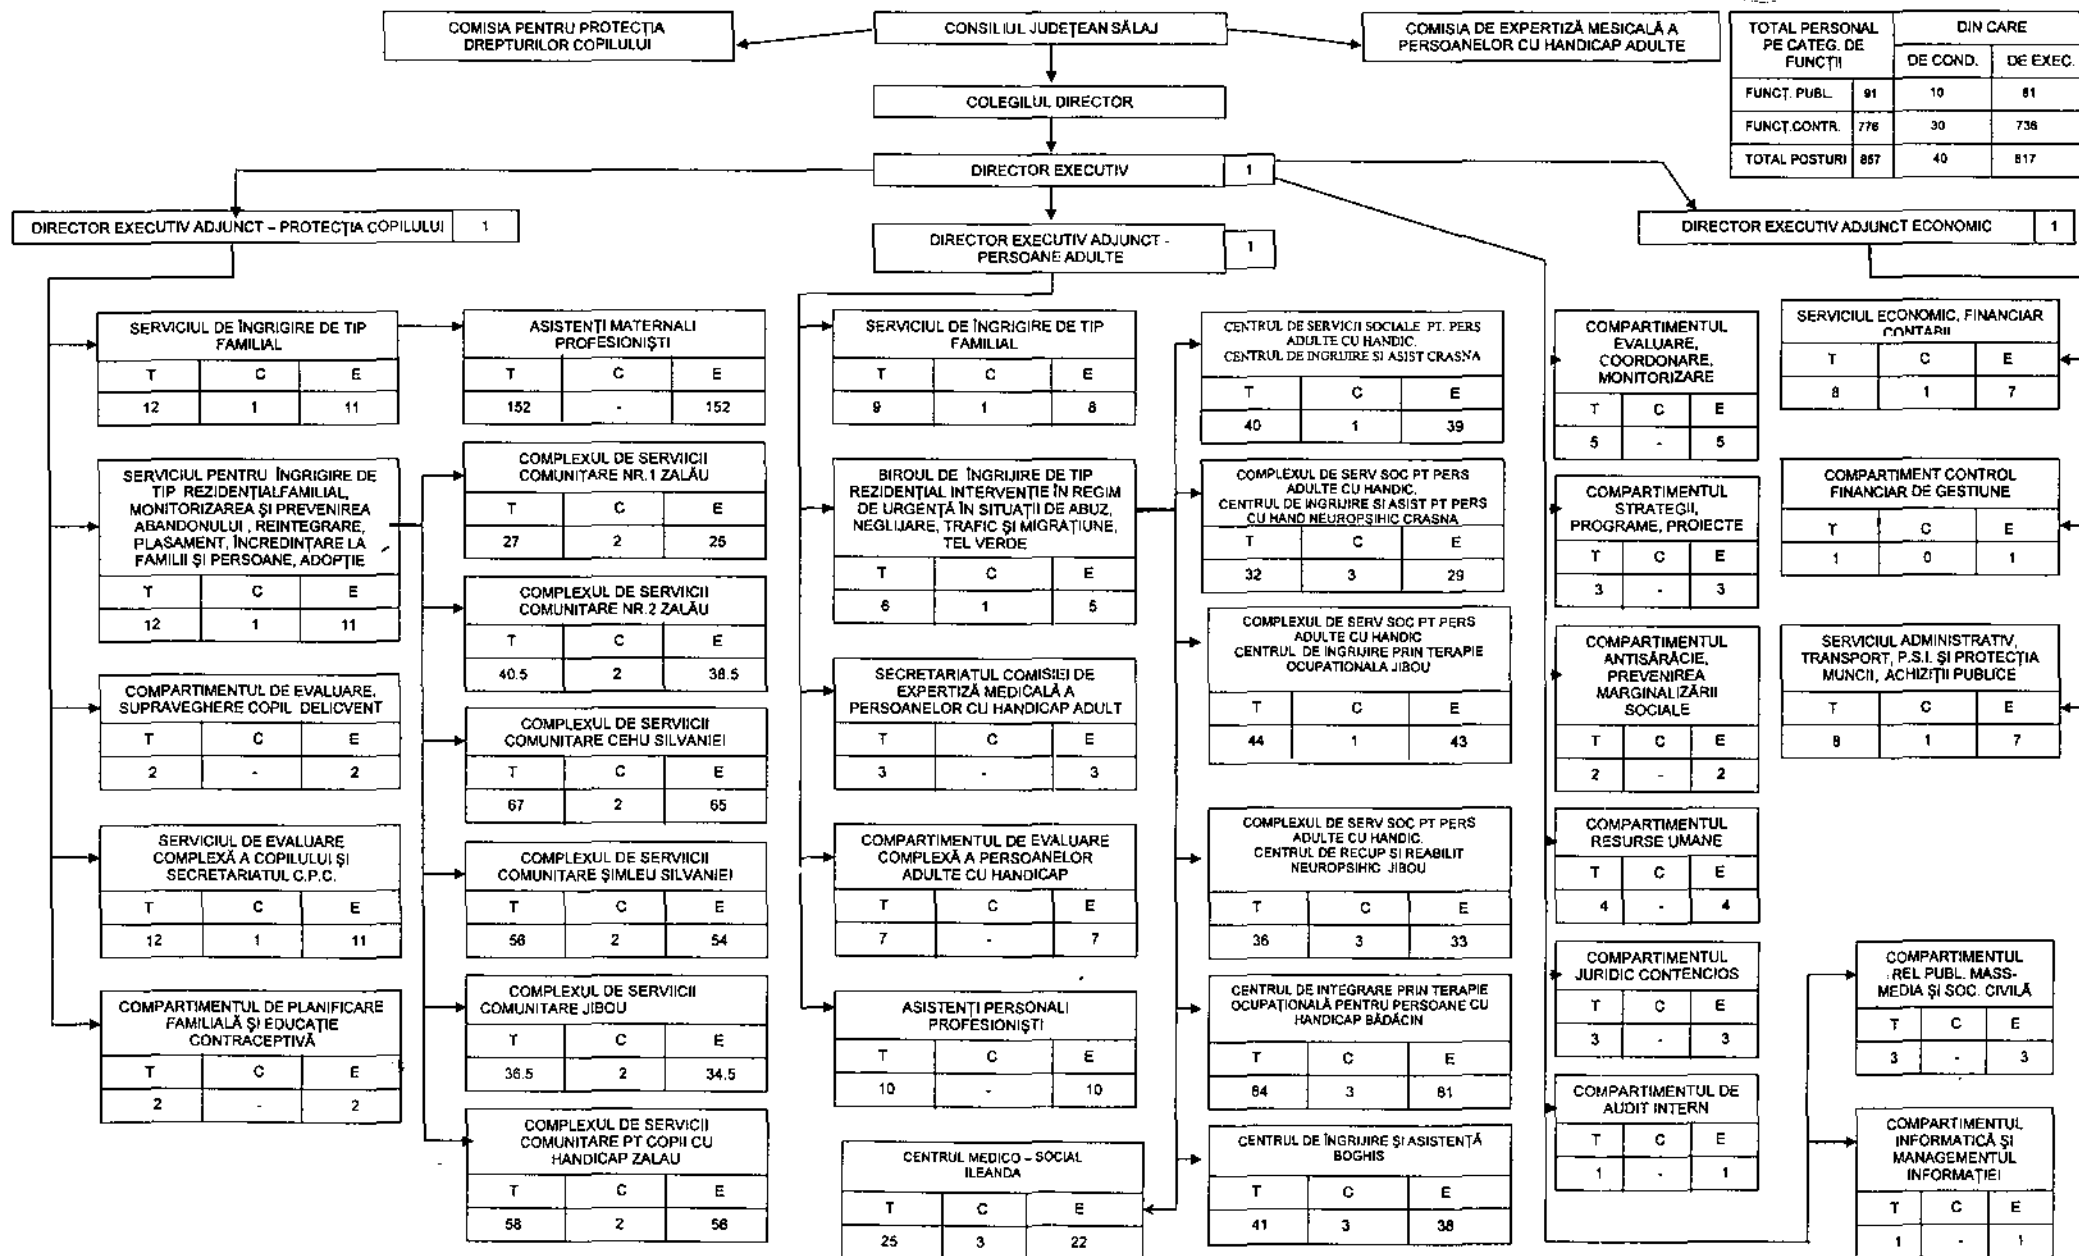 COMISIA PENTRU PROTECȚIA
DREPTURILOR COPILULUI
CONSILIUL JUDEȚEAN SĂLAJ
COMISIA DE EXPERTIZĂ MESICALĂ A
PERSOANELOR CU HANDICAP ADULTE
TOTAL PERSONAL
PE CATEG. DE
FUNCȚII
DIN CARE
DE COND. DE EXEC.
FUNCȚ. PUBL. 91 10 81
FUNCȚ.CONTR. 776 30 736
TOTAL POSTURI 857 40 817
COLEGILUL DIRECTOR
DIRECTOR EXECUTIV 1
DIRECTOR EXECUTIV ADJUNCT – PROTECȚIA COPILULUI 1
DIRECTOR EXECUTIV ADJUNCT -
PERSOANE ADULTE
1
DIRECTOR EXECUTIV ADJUNCT ECONOMIC 1
SERVICIUL DE ÎNGRIGIRE DE TIP
FAMILIAL
T C E
12 1 11
SERVICIUL PENTRU ÎNGRIGIRE DE
TIP REZIDENȚIALFAMILIAL,
MONITORIZAREA ȘI PREVENIREA
ABANDONULUI , REINTEGRARE,
PLASAMENT, ÎNCREDINȚARE LA
FAMILII ȘI PERSOANE, ADOPȚIE
T C E
12 1 11
COMPARTIMENTUL DE EVALUARE,
SUPRAVEGHERE COPIL DELICVENT
T C E
2 - 2
SERVICIUL DE EVALUARE
COMPLEXĂ A COPILULUI ȘI
SECRETARIATUL C.P.C.
T C E
12 1 11
COMPARTIMENTUL DE PLANIFICARE
FAMILIALĂ ȘI EDUCAȚIE
CONTRACEPTIVĂ
T C E
2 - 2
ASISTENȚI MATERNALI
PROFESIONIȘTI
T C E
152 - 152
COMPLEXUL DE SERVIICII
COMUNITARE NR.1 ZALĂU
T C E
27 2 25
COMPLEXUL DE SERVIICII
COMUNITARE NR.2 ZALĂU
T C E
40.5 2 38.5
COMPLEXUL DE SERVIICII
COMUNITARE CEHU SILVANIEI
T C E
67 2 65
COMPLEXUL DE SERVIICII
COMUNITARE ȘIMLEU SILVANIEI
T C E
56 2 54
COMPLEXUL DE SERVIICII
COMUNITARE JIBOU
T C E
36.5 2 34.5
COMPLEXUL DE SERVICII
COMUNITARE PT COPII CU
HANDICAP ZALAU
T C E
58 2 56
SERVICIUL DE ÎNGRIGIRE DE TIP
FAMILIAL
T C E
9 1 8
BIROUL DE ÎNGRIJIRE DE TIP
REZIDENȚIAL INTERVENȚIE ÎN REGIM
DE URGENȚĂ ÎN SITUAȚII DE ABUZ,
NEGLIJARE, TRAFIC ȘI MIGRAȚIUNE,
TEL VERDE
T C E
6 1 5
SECRETARIATUL COMISIEI DE
EXPERTIZĂ MEDICALĂ A
PERSOANELOR CU HANDICAP ADULT
T C E
3 - 3
COMPARTIMENTUL DE EVALUARE
COMPLEXĂ A PERSOANELOR
ADULTE CU HANDICAP
T C E
7 - 7
ASISTENȚI PERSONALI
PROFESIONIȘTI
T C E
10 - 10
CENTRUL MEDICO – SOCIAL
ILEANDA
T C E
25 3 22
CENTRUL DE SERVICII SOCIALE PT. PERS
ADULTE CU HANDIC.
CENTRUL DE INGRIJIRE SI ASIST CRASNA
T C E
40 1 39
COMPLEXUL DE SERV SOC PT PERS
ADULTE CU HANDIC.
CENTRUL DE INGRIJIRE SI ASIST PT PERS
CU HAND NEUROPSIHIC CRASNA
T C E
32 3 29
COMPLEXUL DE SERV SOC PT PERS
ADULTE CU HANDIC
CENTRUL DE INGRIJIRE PRIN TERAPIE
OCUPATIONALA JIBOU
T C E
44 1 43
COMPLEXUL DE SERV SOC PT PERS
ADULTE CU HANDIC.
CENTRUL DE RECUP SI REABILIT
NEUROPSIHIC JIBOU
T C E
36 3 33
CENTRUL DE INTEGRARE PRIN TERAPIE
OCUPAȚIONALĂ PENTRU PERSOANE CU
HANDICAP BĂDĂCIN
T C E
84 3 81
CENTRUL DE ÎNGRIJIRE ȘI ASISTENȚĂ
BOGHIS
T C E
41 3 38
COMPARTIMENTUL
EVALUARE,
COORDONARE,
MONITORIZARE
T C E
5 - 5
COMPARTIMENTUL
STRATEGII,
PROGRAME, PROIECTE
T C E
3 - 3
COMPARTIMENTUL
ANTISĂRĂCIE,
PREVENIREA
MARGINALIZĂRII
SOCIALE
T C E
2 - 2
COMPARTIMENTUL
RESURSE UMANE
T C E
4 - 4
COMPARTIMENTUL
JURIDIC CONTENCIOS
T C E
3 - 3
COMPARTIMENTUL DE
AUDIT INTERN
T C E
1 - 1
SERVICIUL ECONOMIC, FINANCIAR
CONTABIL
T C E
8 1 7
COMPARTIMENT CONTROL
FINANCIAR DE GESTIUNE
T C E
1 0 1
SERVICIUL ADMINISTRATIV,
TRANSPORT, P.S.I. ȘI PROTECȚIA
MUNCII, ACHIZIȚII PUBLICE
T C E
8 1 7
COMPARTIMENTUL
REL PUBL. MASS-
MEDIA ȘI SOC. CIVILĂ
T C E
3 - 3
COMPARTIMENTUL
INFORMATICĂ ȘI
MANAGEMENTUL
INFORMAȚIEI
T C E
1 - 1